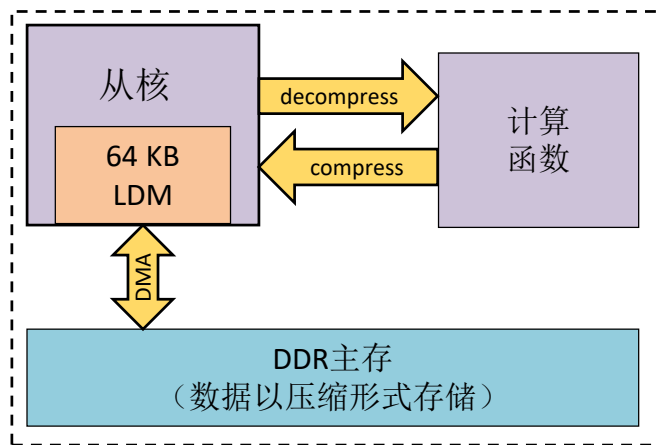 从核
64 KB
LDM
decompress
compress
计算
函数
DMA
DDR主存
（数据以压缩形式存储）